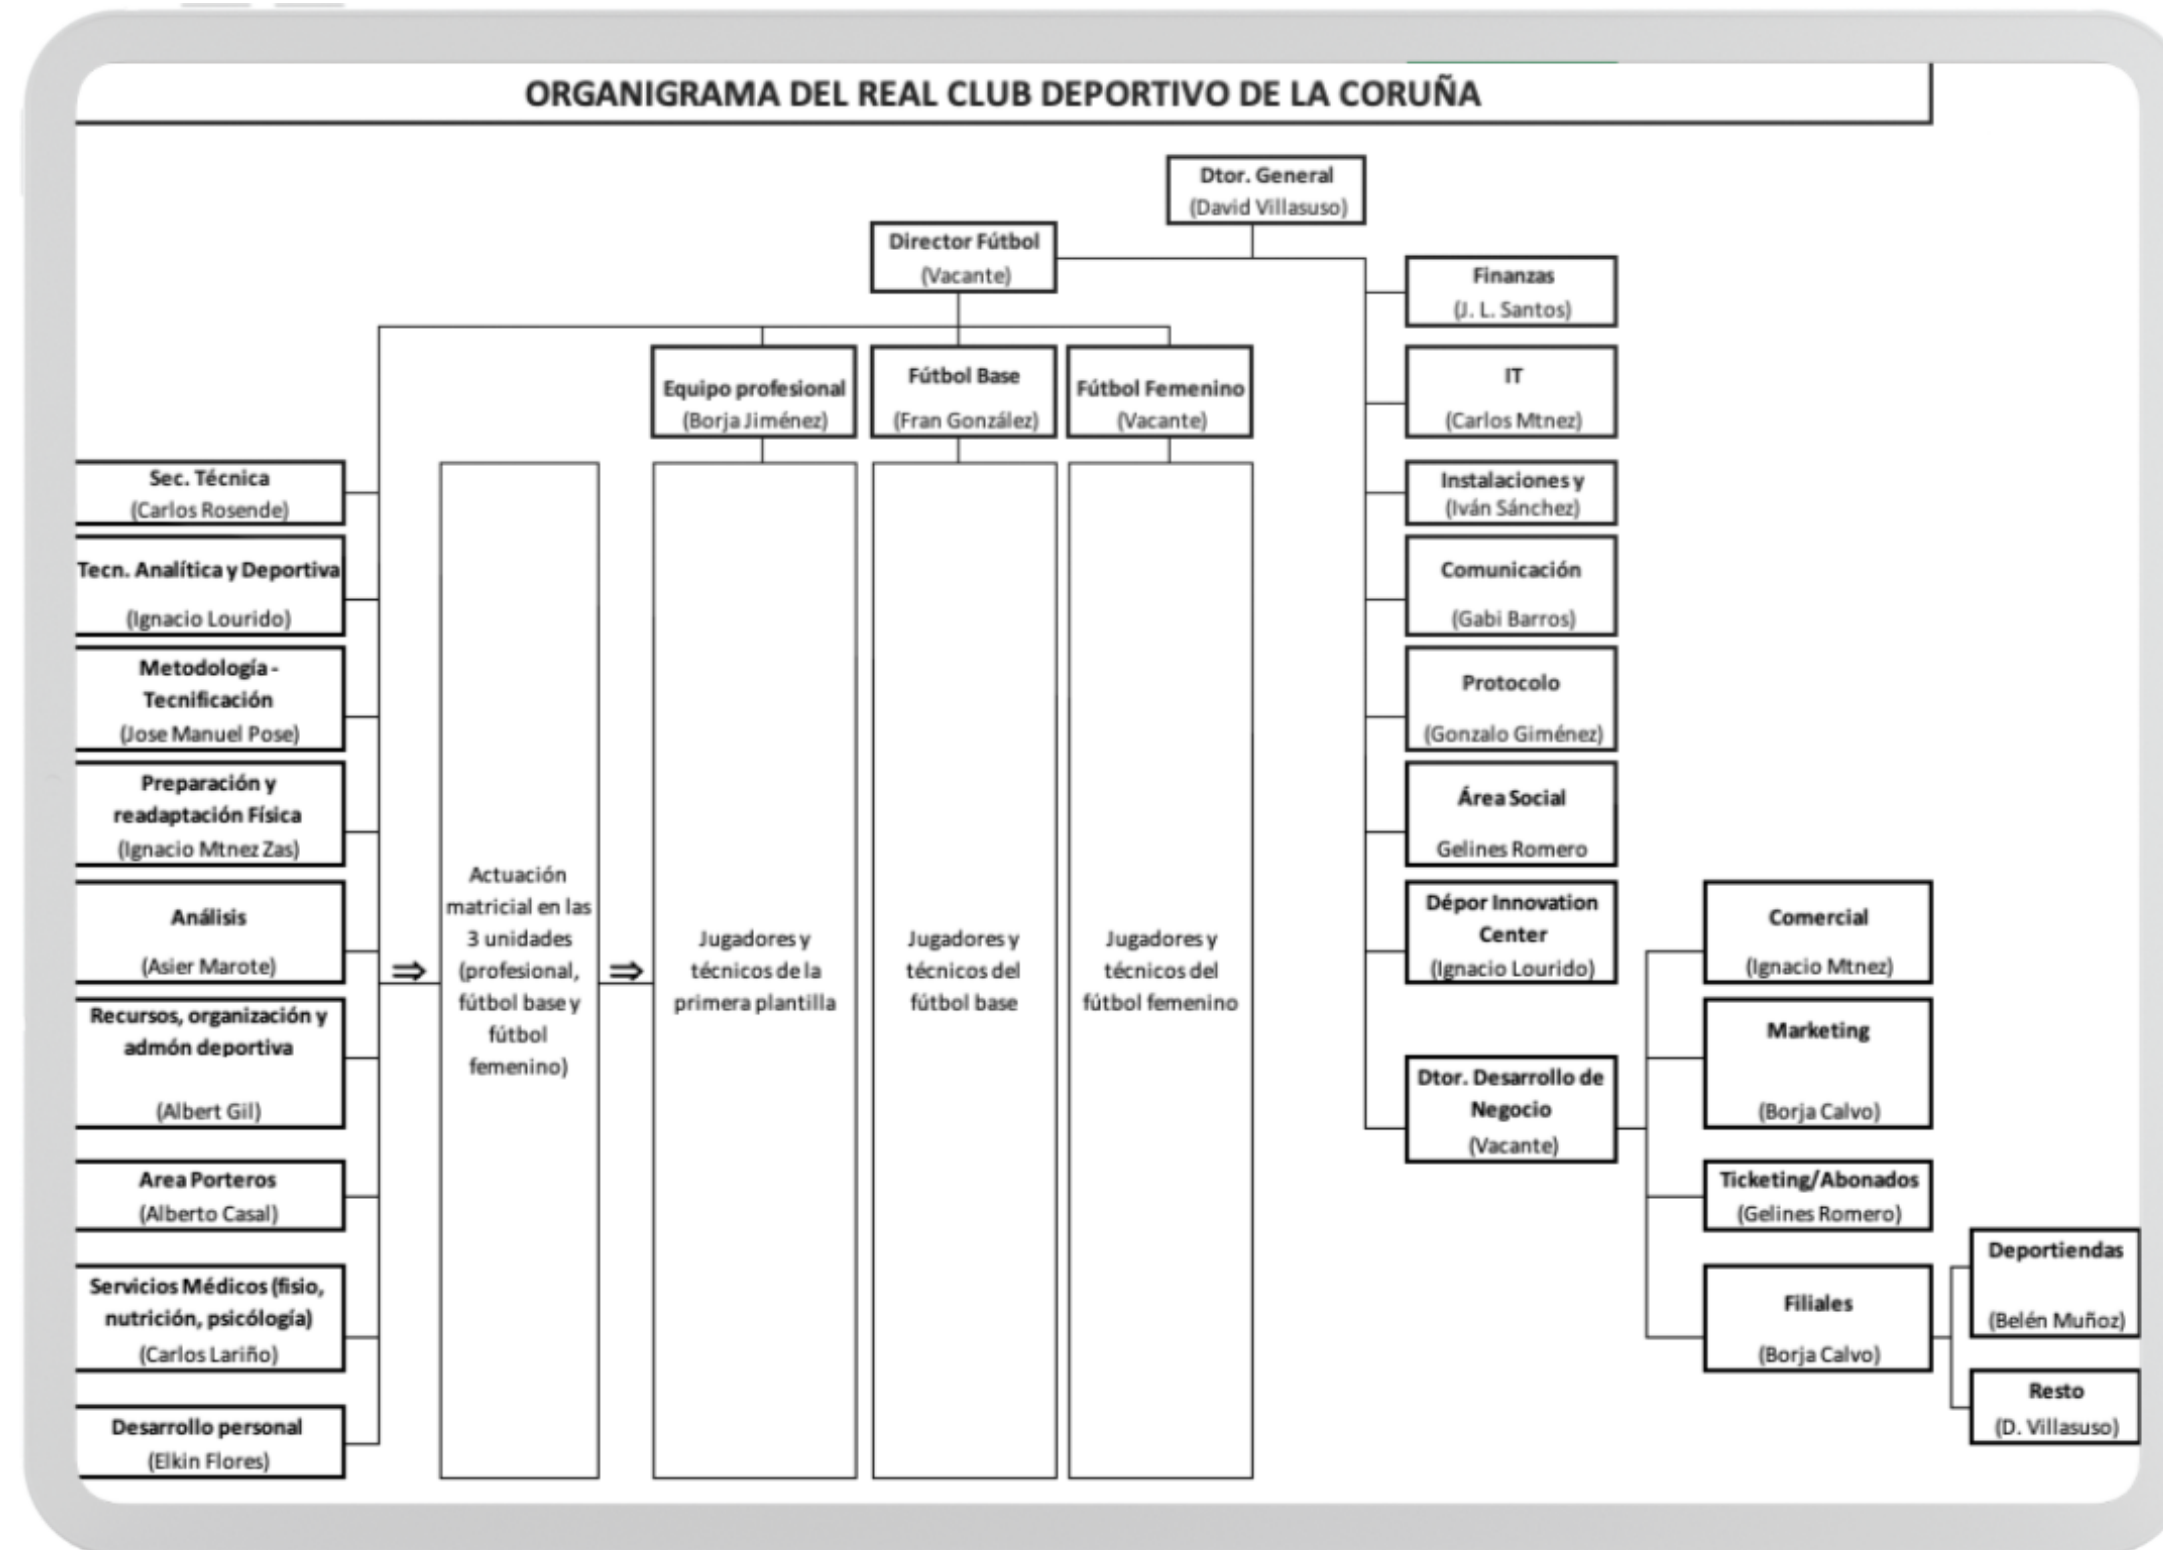 ORGANIGRAMA DEL REAL CLUB DEPORTIVO DE LA CORUÑA
Dtor. General
(David Villasuso)
Director Fútbol
(Vacante)
Equipo profesional
(Borja Jiménez)
Fútbol Base
(Fran González)
Fútbol Femenino
(Vacante)
Sec. Técnica
(Carlos Rosende)
Tecn. Analítica y Deportiva
(Ignacio Lourido)
Metodología -
Tecnificación
(Jose Manuel Pose)
Preparación y
readaptación Física
(Ignacio Mtnez Zas)
Análisis
(Asier Marote)
Recursos, organización y
admón deportiva
(Albert Gil)
Area Porteros
(Alberto Casal)
Servicios Médicos (fisio,
nutrición, psicólogía)
(Carlos Lariño)
Desarrollo personal
(Elkin Flores)
⇒
Actuación
matricial en las
3 unidades
(profesional,
fútbol base y
fútbol
femenino)
⇒
Jugadores y
técnicos de la
primera plantilla
Jugadores y
técnicos del
fútbol base
Jugadores y
técnicos del
fútbol femenino
Finanzas
(J. L. Santos)
IT
(Carlos Mtnez)
Instalaciones y
(Iván Sánchez)
Comunicación
(Gabi Barros)
Protocolo
(Gonzalo Giménez)
Área Social
Gelines Romero
Dépor Innovation
Center
(Ignacio Lourido)
Dtor. Desarrollo de
Negocio
(Vacante)
Comercial
(Ignacio Mtnez)
Marketing
(Borja Calvo)
Ticketing/Abonados
(Gelines Romero)
Filiales
(Borja Calvo)
Deportiendas
(Belén Muñoz)
Resto
(D. Villasuso)